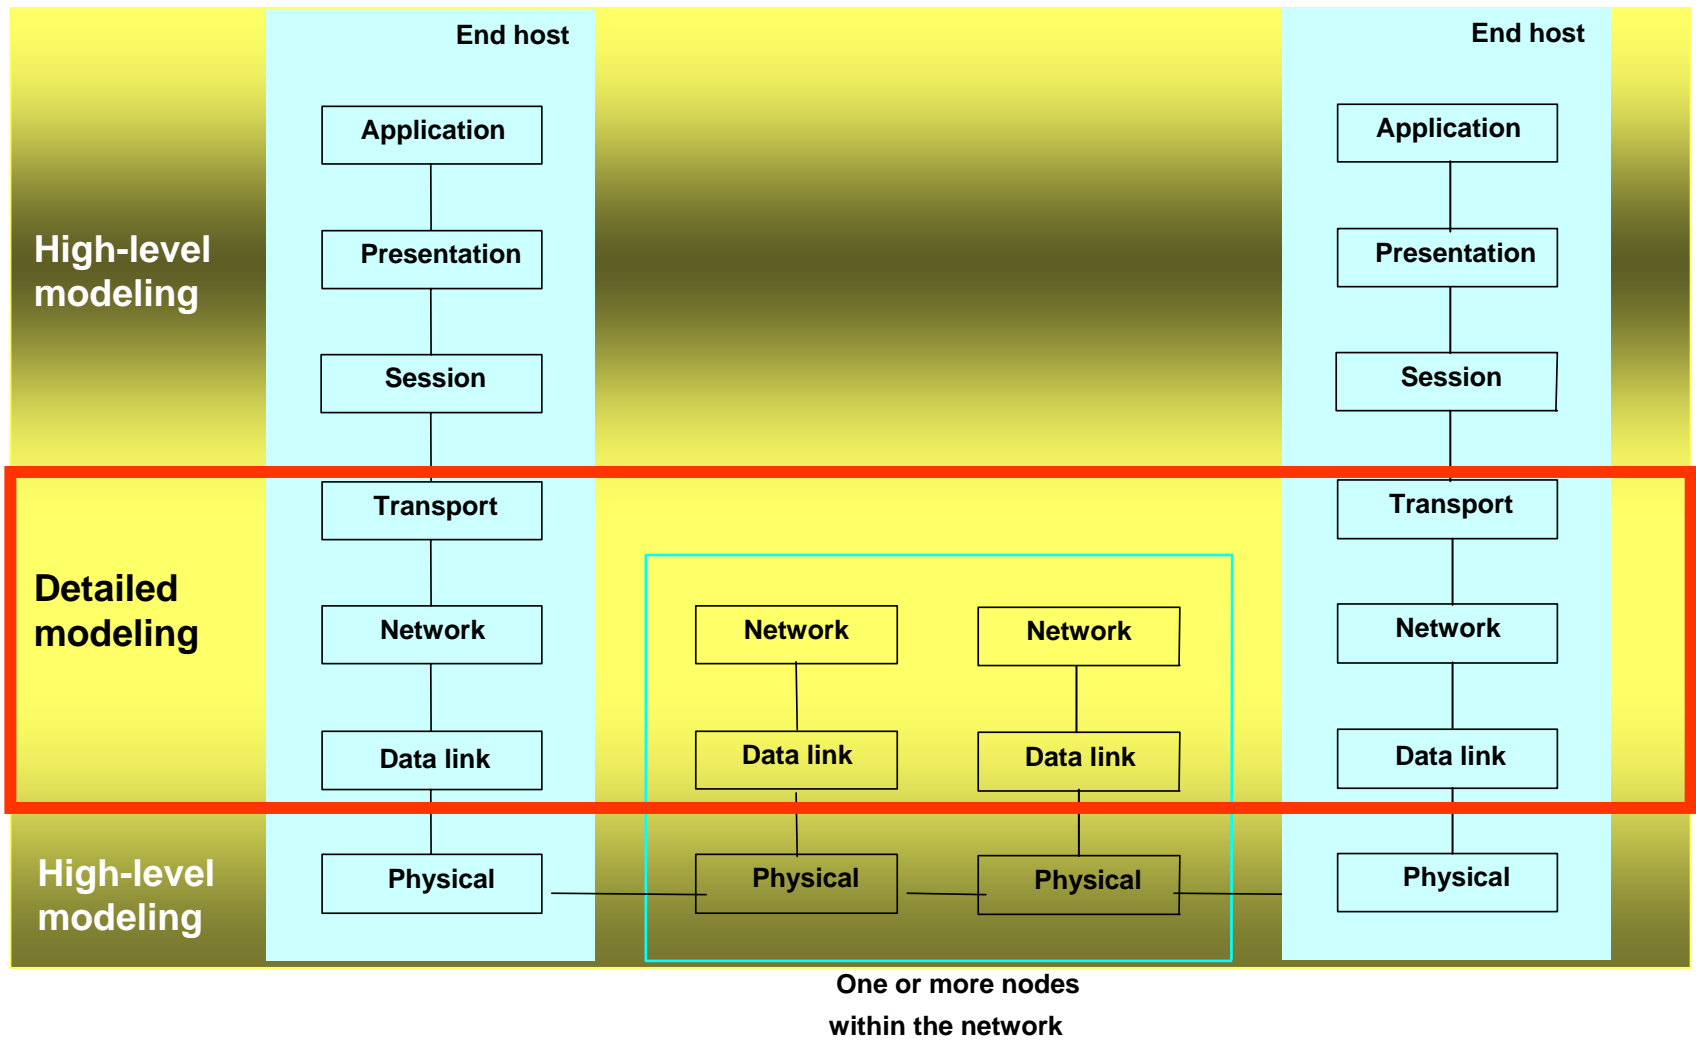 End host
End host
Application
Application
High-level
modeling
Presentation
Presentation
Session
Session
Transport
Transport
Detailed
modeling
Network
Network
Network
Network
Data link
Data link
Data link
Data link
High-level
modeling
Physical
Physical
Physical
Physical
One or more nodes
within the network